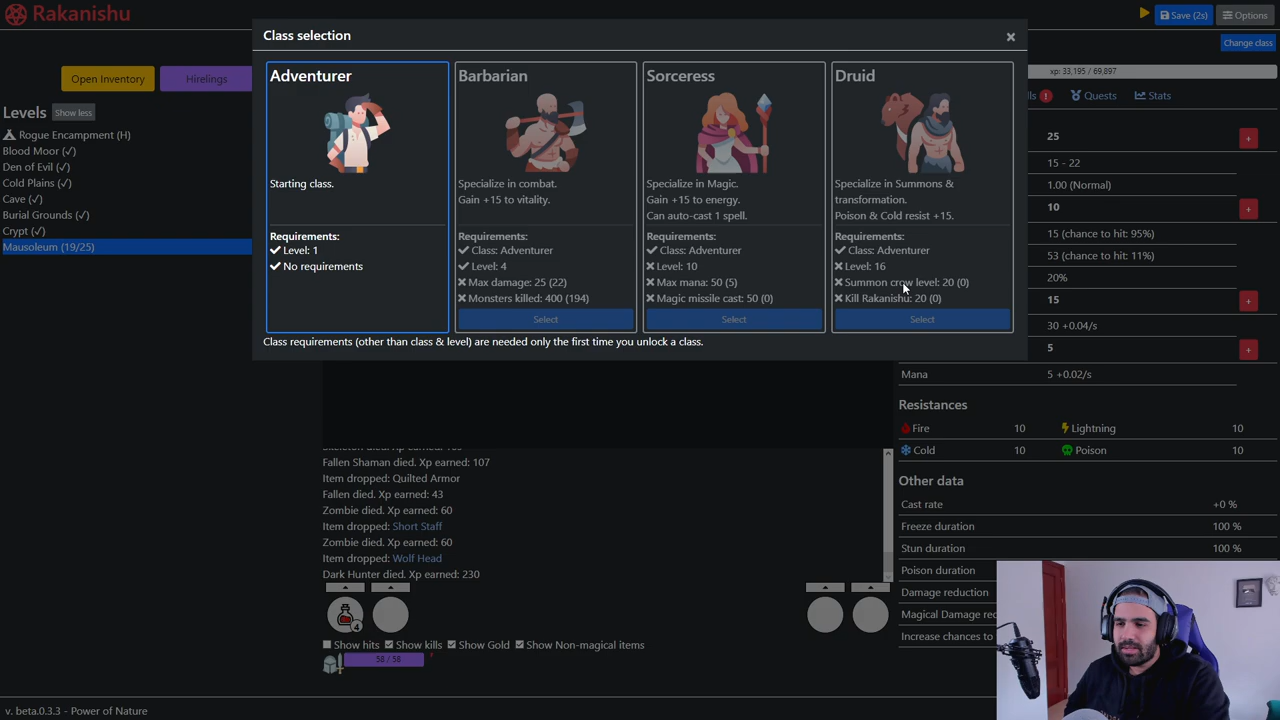 Rakanishu
Save (2s)
Options
Class selection
×
Change class
Open Inventory
Hirelings
xp: 33,195 / 69,897
Levels
Show less
Rogue Encampment (H)
Blood Moor (✓)
Den of Evil (✓)
Cold Plains (✓)
Cave (✓)
Burial Grounds (✓)
Crypt (✓)
Mausoleum (19/25)
Adventurer
Starting class.
Requirements:
✓ Level: 1
✓ No requirements
Barbarian
Specialize in combat.
Gain +15 to vitality.
Requirements:
✓ Class: Adventurer
✓ Level: 4
✗ Max damage: 25 (22)
✗ Monsters killed: 400 (194)
Select
Sorceress
Specialize in Magic.
Gain +15 to energy.
Can auto-cast 1 spell.
Requirements:
✓ Class: Adventurer
✗ Level: 10
✗ Max mana: 50 (5)
✗ Magic missile cast: 50 (0)
Select
Druid
Specialize in Summons &
transformation.
Poison & Cold resist +15.
Requirements:
✓ Class: Adventurer
✗ Level: 16
✗ Summon crow level: 20 (0)
✗ Kill Rakanishu: 20 (0)
Select
Class requirements (other than class & level) are needed only the first time you unlock a class.
lls !
Quests
Stats
25 +
15 - 22
1.00 (Normal)
10 +
15 (chance to hit: 95%)
53 (chance to hit: 11%)
20%
15 +
30 +0.04/s
5 +
Mana 5 +0.02/s
Resistances
Fire 10 Lightning 10
Cold 10 Poison 10
Other data
Cast rate +0 %
Freeze duration 100 %
Stun duration 100 %
Poison duration
Damage reduction
Magical Damage rec
Increase chances to
Fallen Shaman died. Xp earned: 107
Item dropped: Quilted Armor
Fallen died. Xp earned: 43
Zombie died. Xp earned: 60
Item dropped: Short Staff
Zombie died. Xp earned: 60
Item dropped: Wolf Head
Dark Hunter died. Xp earned: 230
4
Show hits Show kills Show Gold Show Non-magical items
58 / 58
v. beta.0.3.3 - Power of Nature